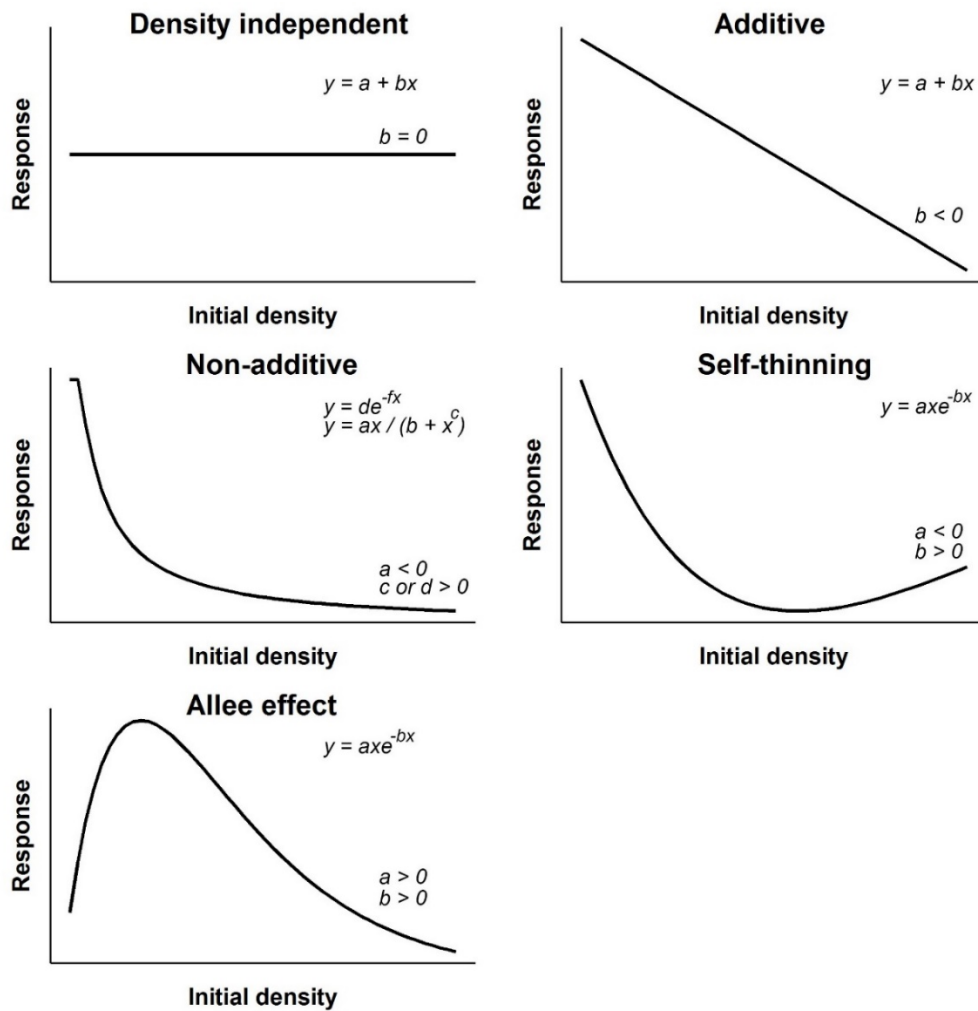 Density independent
y = a + bx
b = 0
Response
Initial density
Additive
y = a + bx
b < 0
Response
Initial density
Non-additive
y = de^-fx
y = ax / (b + x^c)
a < 0
c or d > 0
Response
Initial density
Self-thinning
y = axe^-bx
a < 0
b > 0
Response
Initial density
Allee effect
y = axe^-bx
a > 0
b > 0
Response
Initial density